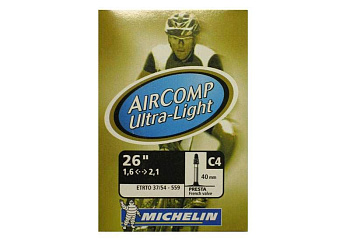 AIRCOMP
Ultra-Light
26"
1,6<->2,1
ETRTO 37/54 - 559
C4
40 mm
PRESTA
French valve
MICHELIN